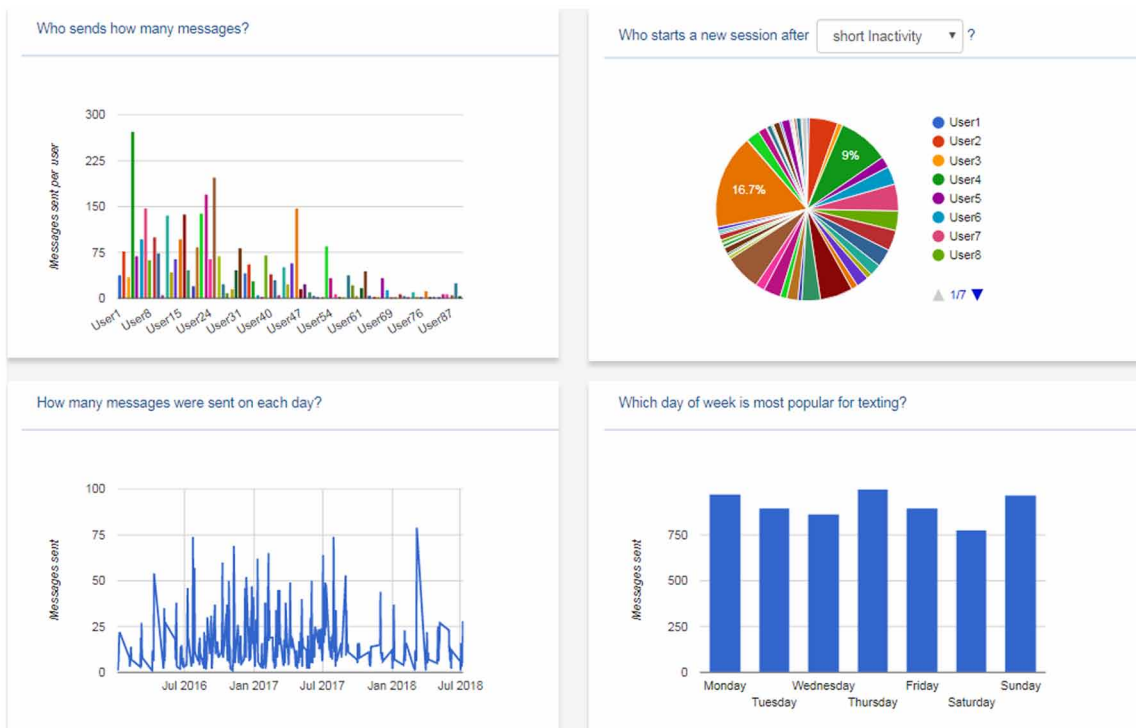 Who sends how many messages?
Messages sent per user
300
225
150
75
0
User1
User8
User15
User24
User31
User40
User47
User54
User61
User69
User76
User87
Who starts a new session after short Inactivity ?
16.7%
9%
User1
User2
User3
User4
User5
User6
User7
User8
1/7
How many messages were sent on each day?
Messages sent
100
75
50
25
0
Jul 2016
Jan 2017
Jul 2017
Jan 2018
Jul 2018
Which day of week is most popular for texting?
Messages sent
750
500
250
0
Monday
Tuesday
Wednesday
Thursday
Friday
Saturday
Sunday